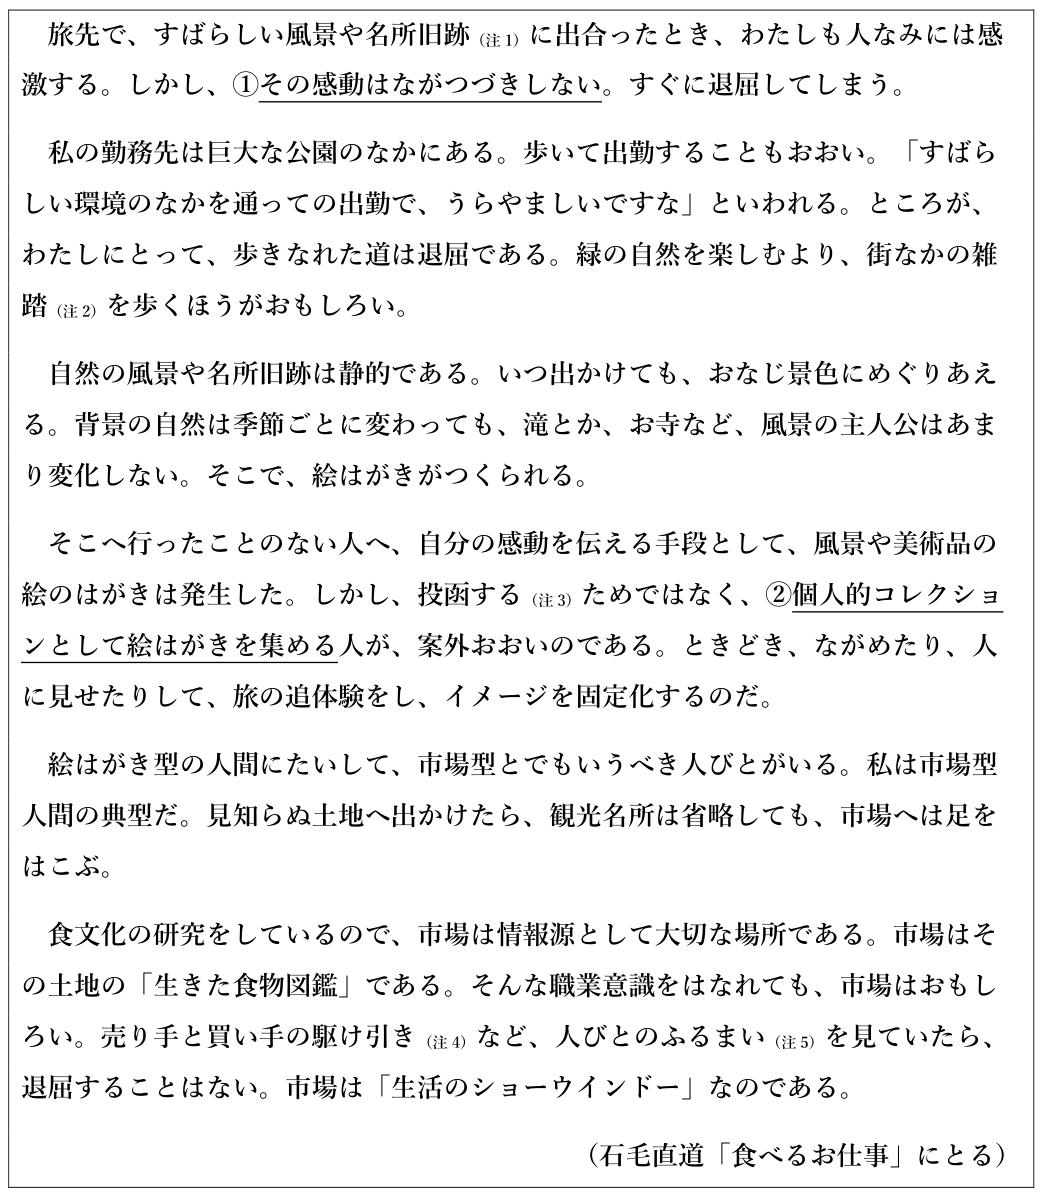 旅先で、すばらしい風景や名所旧跡（注1）に出合ったとき、わたしも人なみには感
激する。しかし、①その感動はながつづきしない。すぐに退屈してしまう。
私の勤務先は巨大な公園のなかにある。歩いて出勤することもおおい。「すばら
しい環境のなかを通っての出勤で、うらやましいですな」といわれる。ところが、
わたしにとって、歩きなれた道は退屈である。緑の自然を楽しむより、街なかの雑
踏（注2）を歩くほうがおもしろい。
自然の風景や名所旧跡は静的である。いつ出かけても、おなじ景色にめぐりあえ
る。背景の自然は季節ごとに変わっても、滝とか、お寺など、風景の主人公はあま
り変化しない。そこで、絵はがきがつくられる。
そこへ行ったことのない人へ、自分の感動を伝える手段として、風景や美術品の
絵のはがきは発生した。しかし、投函する（注3）ためではなく、②個人的コレクショ
ンとして絵はがきを集める人が、案外おおいのである。ときどき、ながめたり、人
に見せたりして、旅の追体験をし、イメージを固定化するのだ。
絵はがき型の人間にたいして、市場型とでもいうべき人びとがいる。私は市場型
人間の典型だ。見知らぬ土地へ出かけたら、観光名所は省略しても、市場へは足を
はこぶ。
食文化の研究をしているので、市場は情報源として大切な場所である。市場はそ
の土地の「生きた食物図鑑」である。そんな職業意識をはなれても、市場はおもし
ろい。売り手と買い手の駆け引き（注4）など、人びとのふるまい（注5）を見ていたら、
退屈することはない。市場は「生活のショーウインドー」なのである。
（石毛直道「食べるお仕事」にとる）